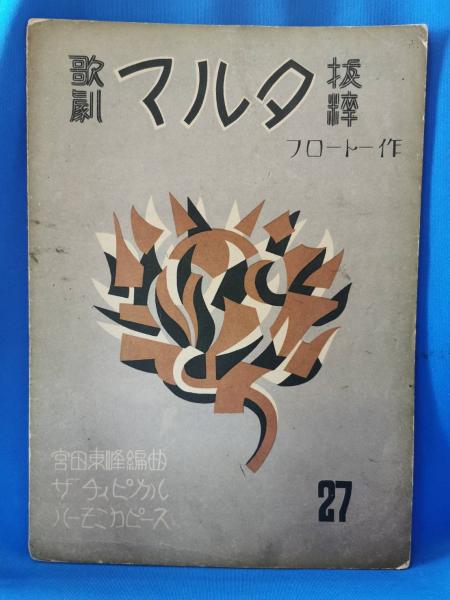 歌劇 マルタ 抜粹
フロートー作
宮田東峰編曲
ザ ティピカル
ハーモニカピース
27